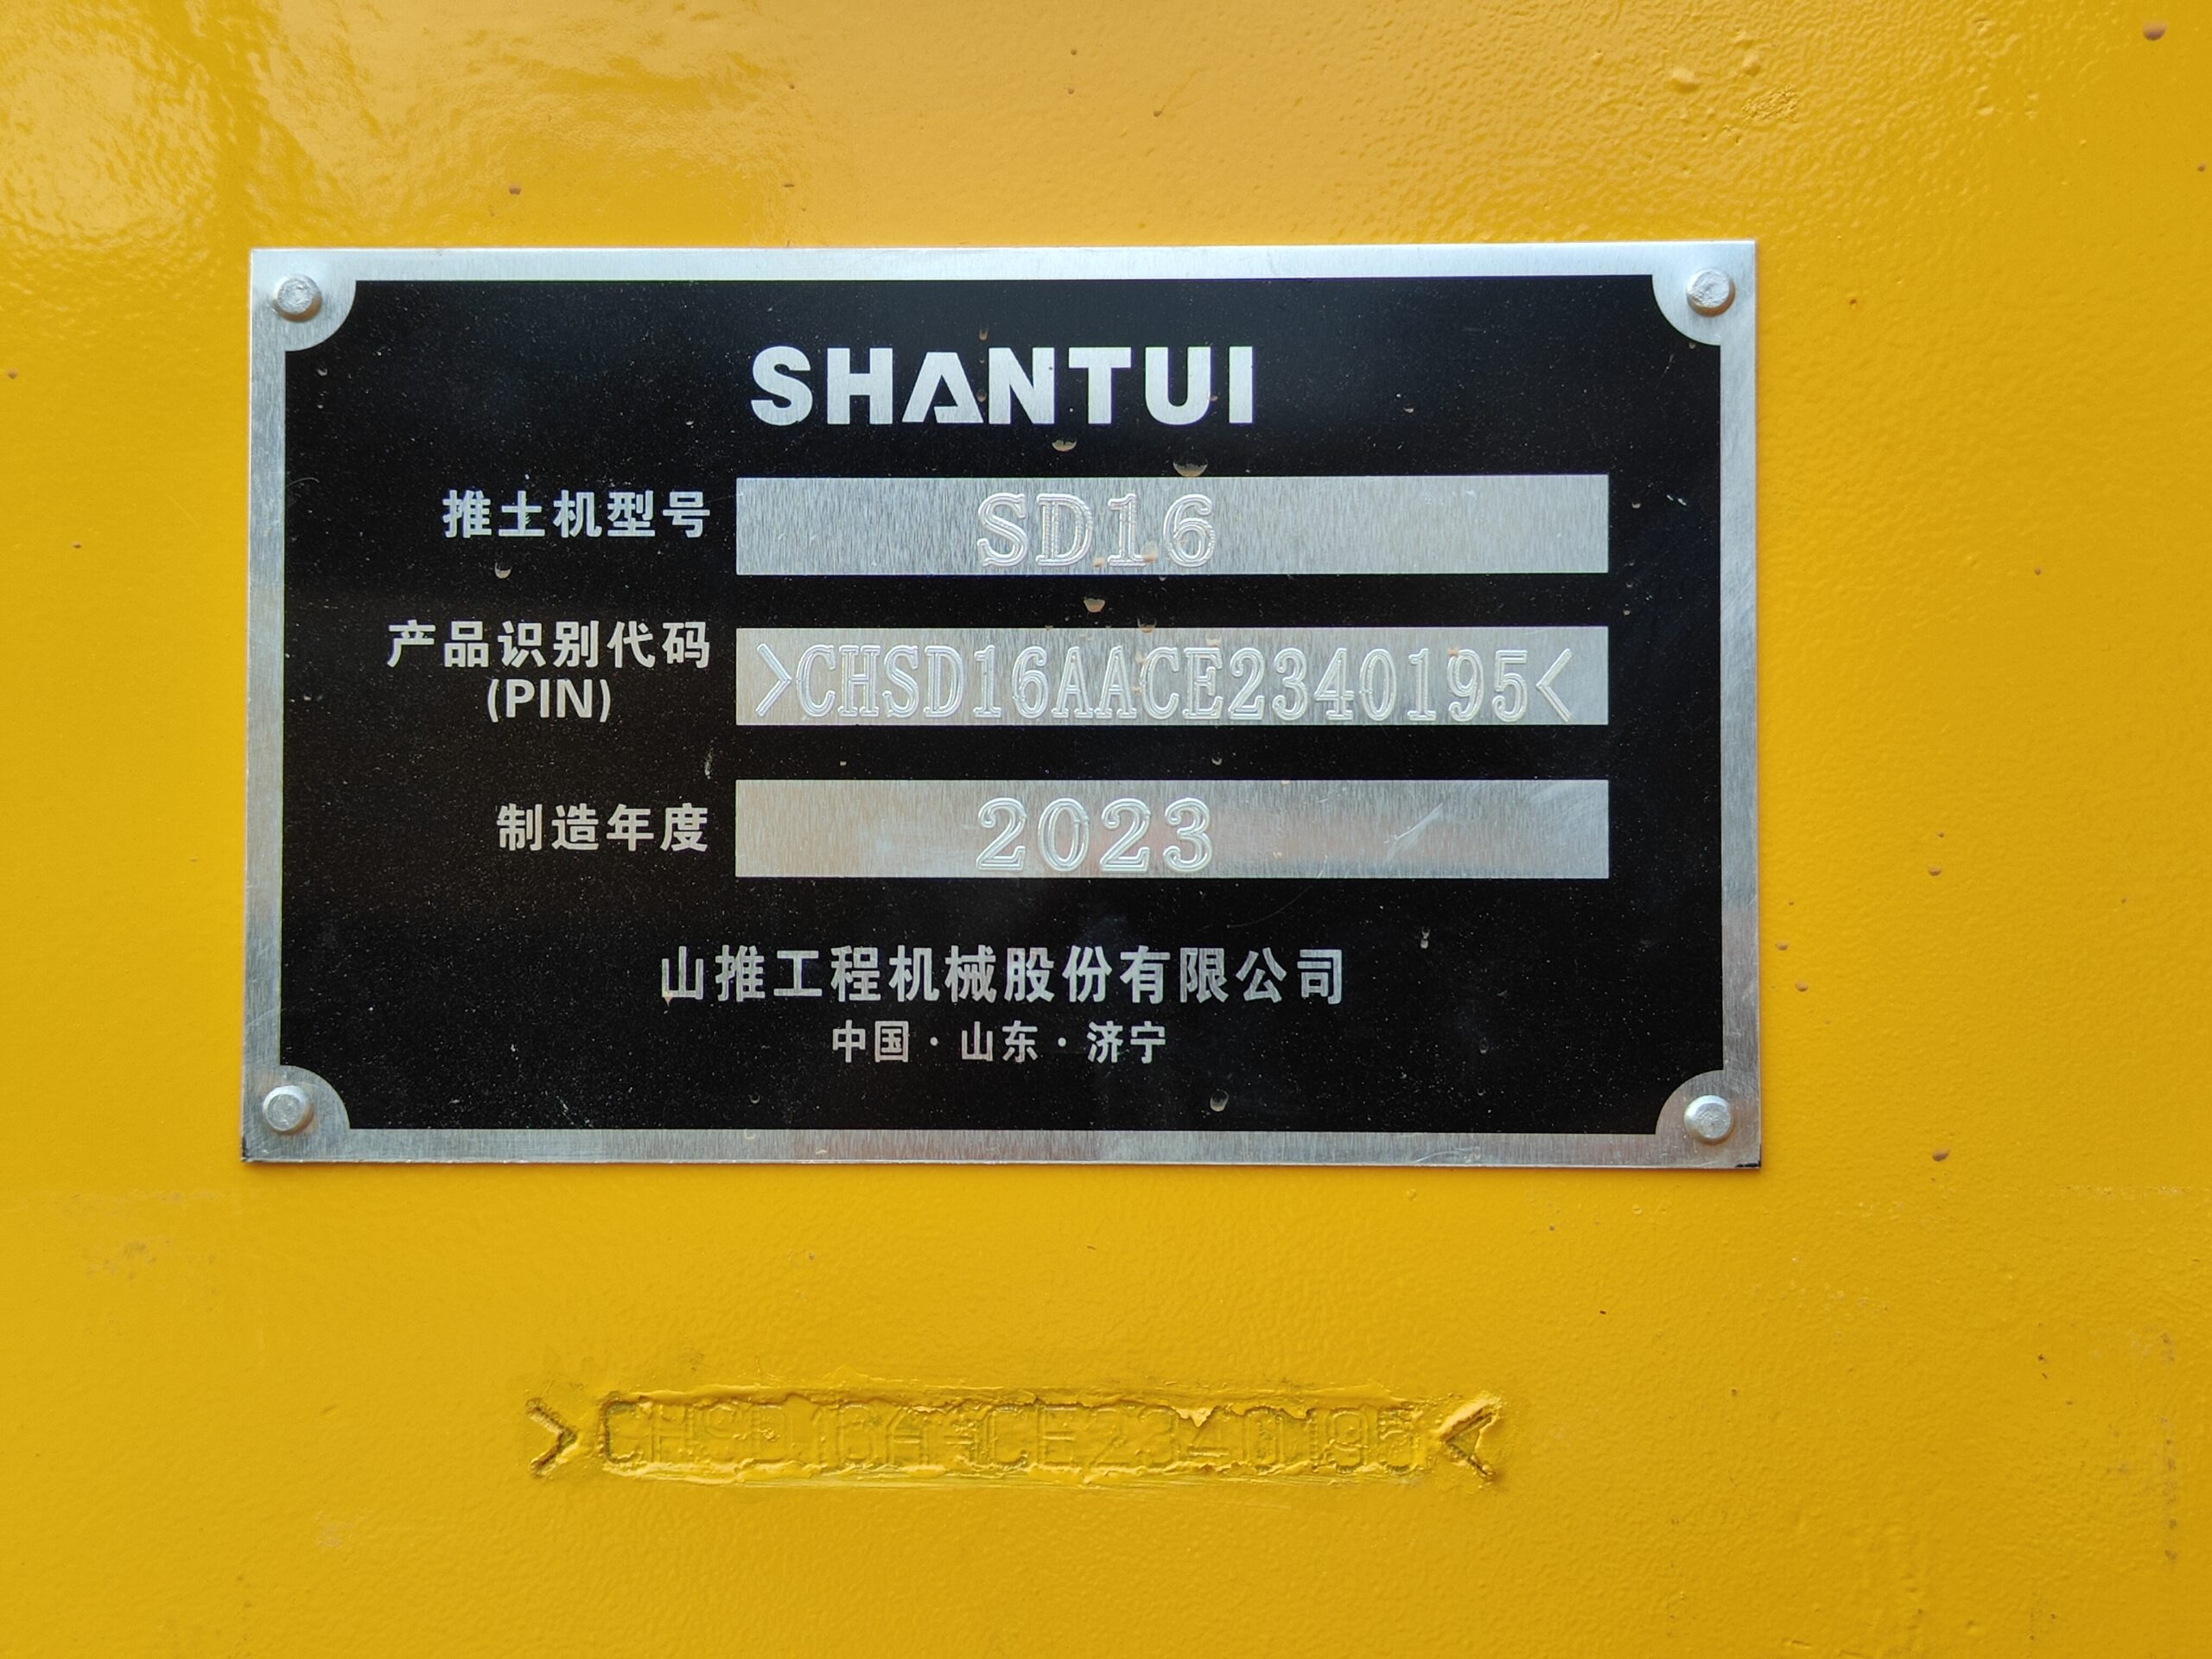 SHANTUI
推土机型号 SD16
产品识别代码 >CHSD16AACE2340195<
(PIN)
制造年度 2023
山推工程机械股份有限公司
中国·山东·济宁
>CHSD16AACE2340195<